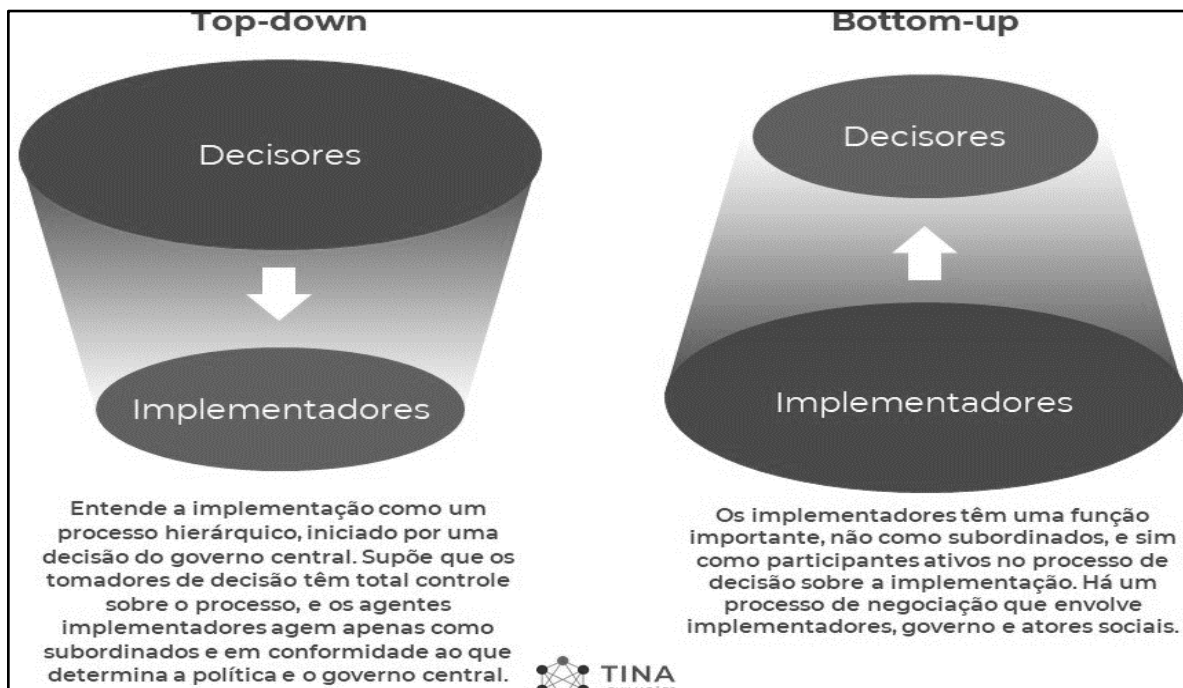 Top-down
Decisores
Implementadores
Entende a implementação como um
processo hierárquico, iniciado por uma
decisão do governo central. Supõe que os
tomadores de decisão têm total controle
sobre o processo, e os agentes
implementadores agem apenas como
subordinados e em conformidade ao que
determina a política e o governo central.
Bottom-up
Decisores
Implementadores
Os implementadores têm uma função
importante, não como subordinados, e sim
como participantes ativos no processo de
decisão sobre a implementação. Há um
processo de negociação que envolve
implementadores, governo e atores sociais.
TINA